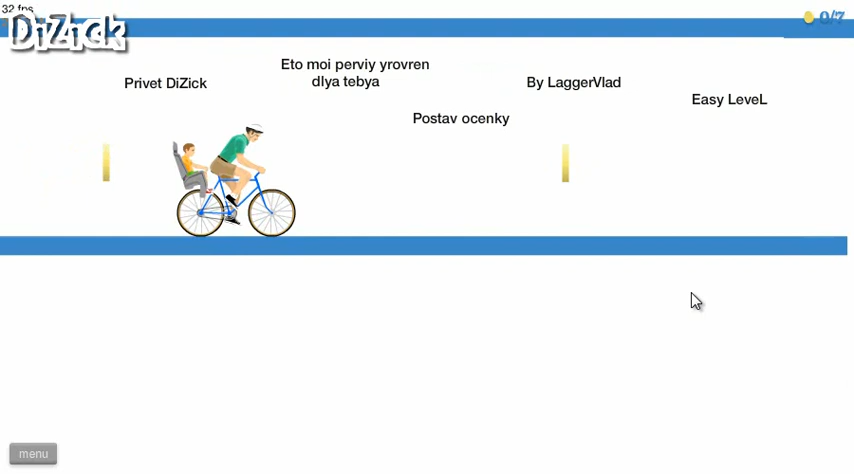 32 fps
DiZick
0/7
Privet DiZick
Eto moi perviy yrovren
dlya tebya
By LaggerVlad
Easy LeveL
Postav ocenky
menu